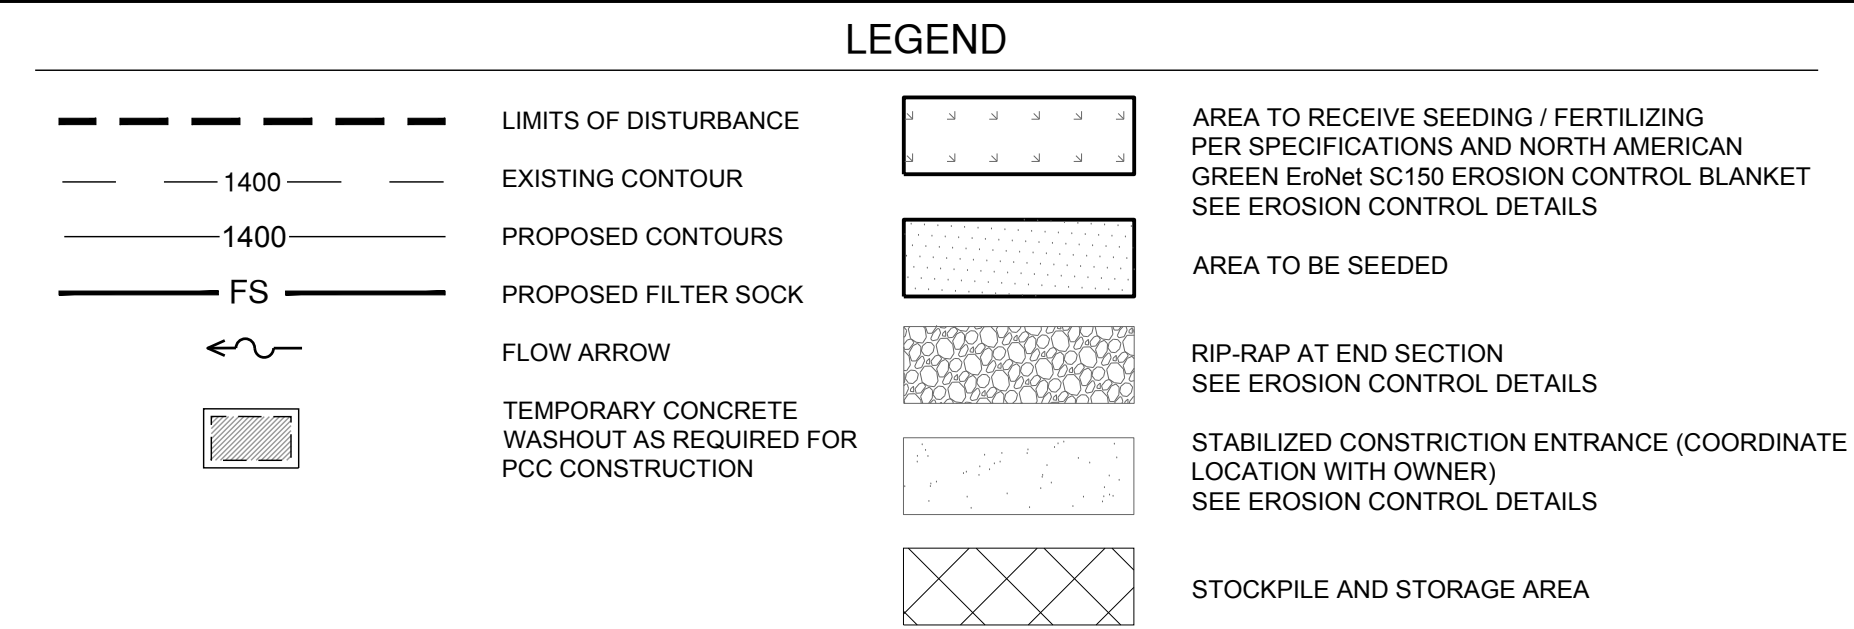 LEGEND
LIMITS OF DISTURBANCE
1400
EXISTING CONTOUR
1400
PROPOSED CONTOURS
FS
PROPOSED FILTER SOCK
FLOW ARROW
TEMPORARY CONCRETE
WASHOUT AS REQUIRED FOR
PCC CONSTRUCTION
AREA TO RECEIVE SEEDING / FERTILIZING
PER SPECIFICATIONS AND NORTH AMERICAN
GREEN EroNet SC150 EROSION CONTROL BLANKET
SEE EROSION CONTROL DETAILS
AREA TO BE SEEDED
RIP-RAP AT END SECTION
SEE EROSION CONTROL DETAILS
STABILIZED CONSTRICTION ENTRANCE (COORDINATE
LOCATION WITH OWNER)
SEE EROSION CONTROL DETAILS
STOCKPILE AND STORAGE AREA